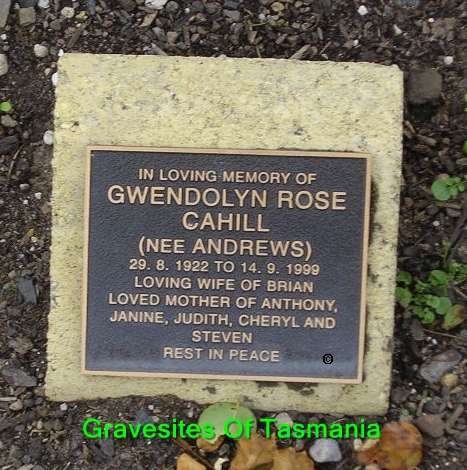 IN LOVING MEMORY OF
GWENDOLYN ROSE
CAHILL
(NEE ANDREWS)
29. 8. 1922 TO 14. 9. 1999
LOVING WIFE OF BRIAN
LOVED MOTHER OF ANTHONY,
JANINE, JUDITH, CHERYL AND
STEVEN
REST IN PEACE ©
Gravesites Of Tasmania